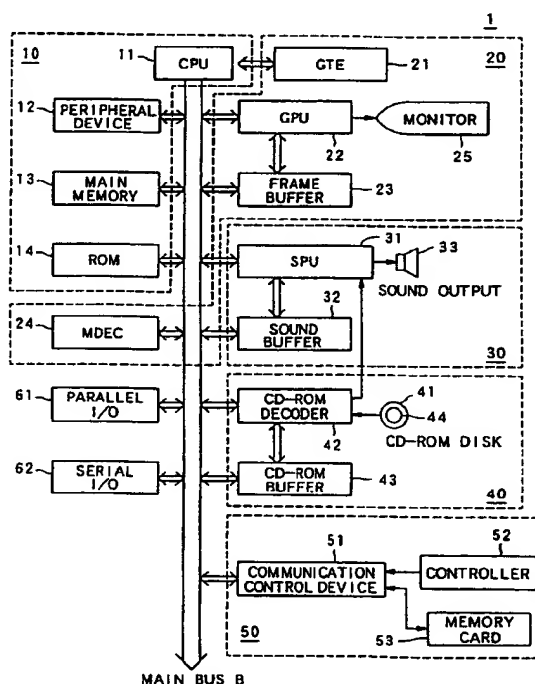 1
10
11
CPU
GTE
21
20
12
PERIPHERAL
DEVICE
GPU
22
MONITOR
25
13
MAIN
MEMORY
FRAME
BUFFER
23
14
ROM
31
SPU
33
SOUND OUTPUT
24
MDEC
32
SOUND
BUFFER
30
61
PARALLEL
I/O
CD-ROM
DECODER
42
41
44
CD-ROM DISK
62
SERIAL
I/O
CD-ROM
BUFFER
43
40
51
COMMUNICATION
CONTROL DEVICE
52
CONTROLLER
MEMORY
CARD
53
50
MAIN BUS B